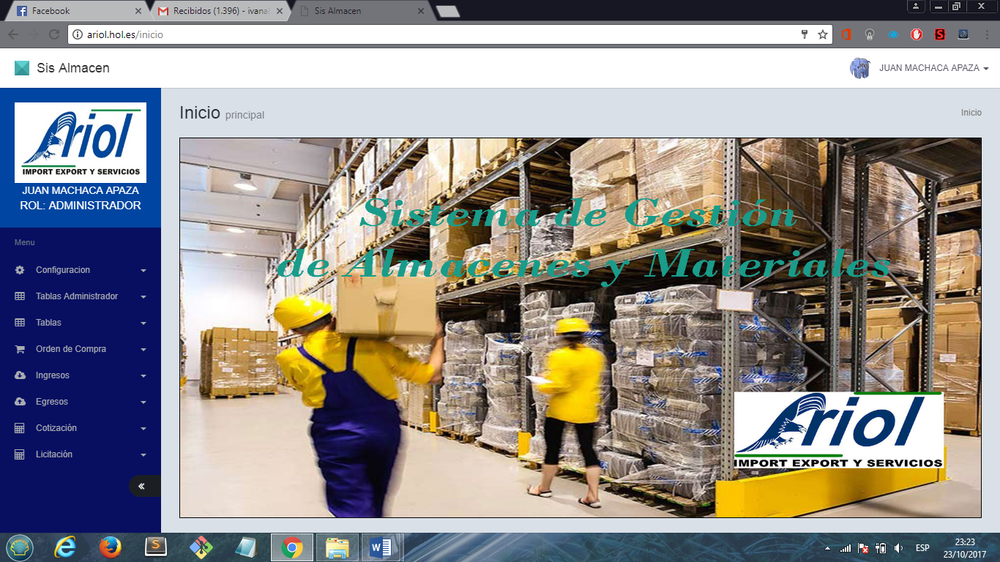 Facebook
Recibidos (1.396) - ivanal
Sis Almacen
ariol.hol.es/inicio
Sis Almacen
JUAN MACHACA APAZA
Ariol
IMPORT EXPORT Y SERVICIOS
JUAN MACHACA APAZA
ROL: ADMINISTRADOR
Menu
Configuracion
Tablas Administrador
Tablas
Orden de Compra
Ingresos
Egresos
Cotización
Licitación
Inicio principal
Inicio
Sistema de Gestión
de Almacenes y Materiales
Ariol
IMPORT EXPORT Y SERVICIOS
ESP
23:23
23/10/2017